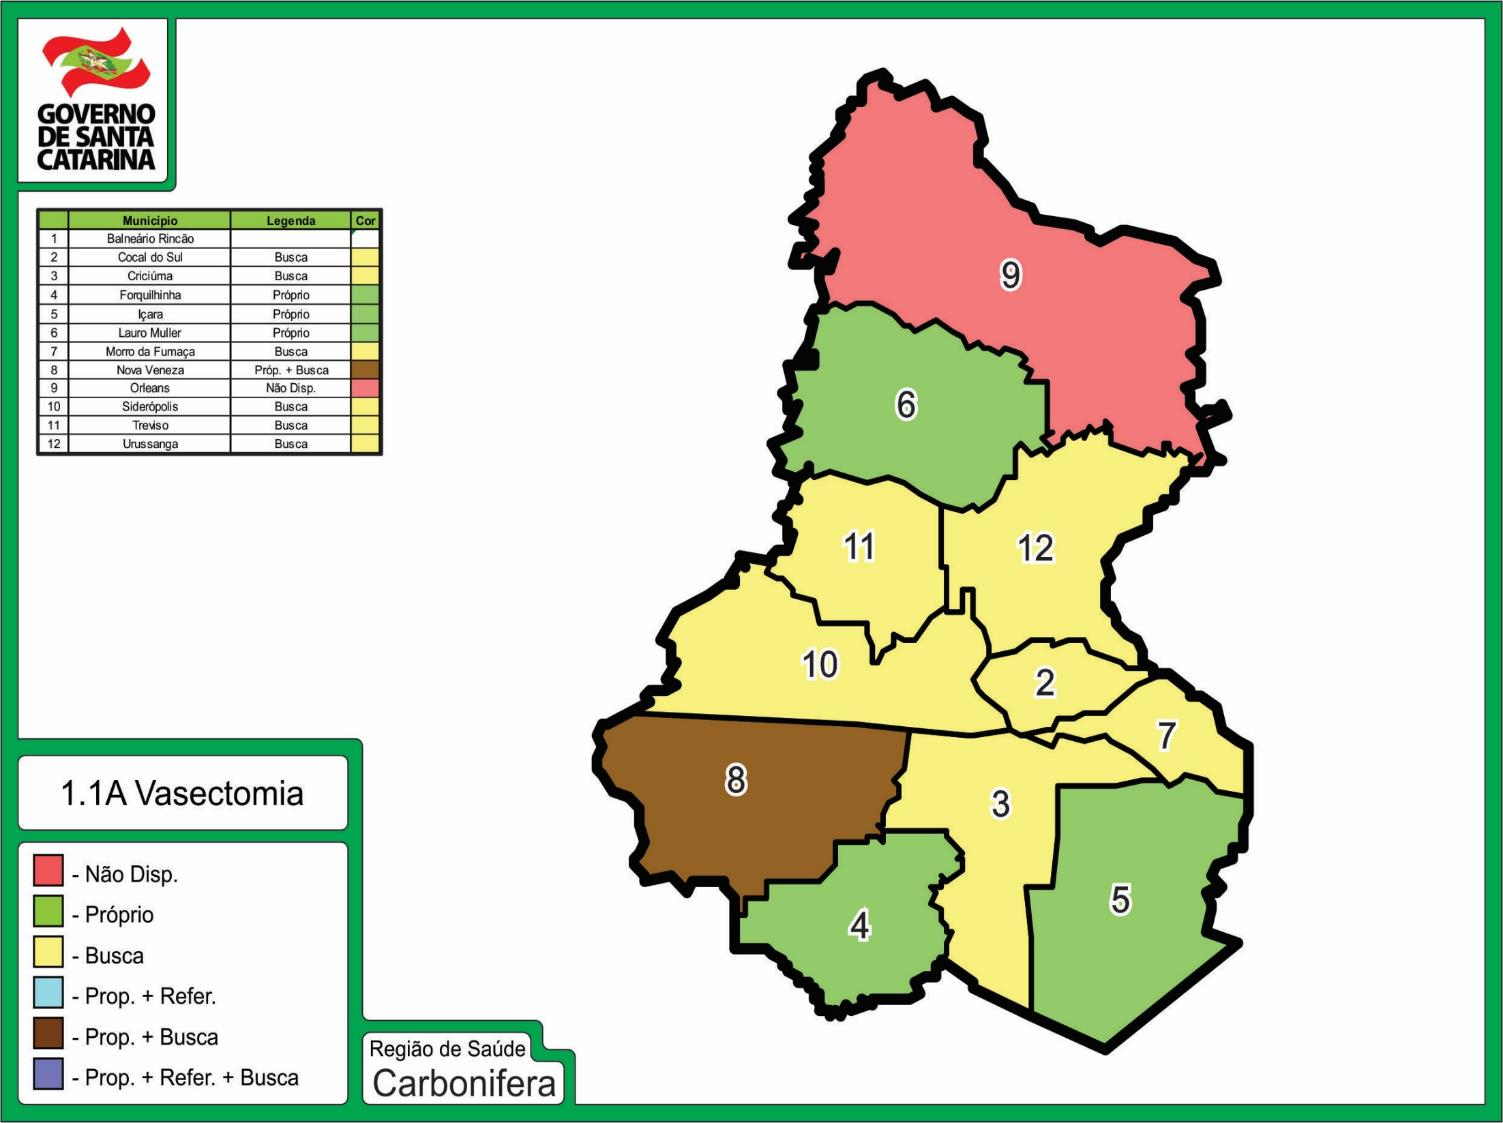 GOVERNO
DE SANTA
CATARINA
Município Legenda Cor
1 Balneário Rincão
2 Cocal do Sul Busca
3 Criciúma Busca
4 Forquilhinha Próprio
5 Içara Próprio
6 Lauro Muller Próprio
7 Morro da Fumaça Busca
8 Nova Veneza Próp. + Busca
9 Orleans Não Disp.
10 Siderópolis Busca
11 Treviso Busca
12 Urussanga Busca
9
6
11
12
10
2
7
8
3
5
4
1.1A Vasectomia
- Não Disp.
- Próprio
- Busca
- Prop. + Refer.
- Prop. + Busca
- Prop. + Refer. + Busca
Região de Saúde
Carbonifera